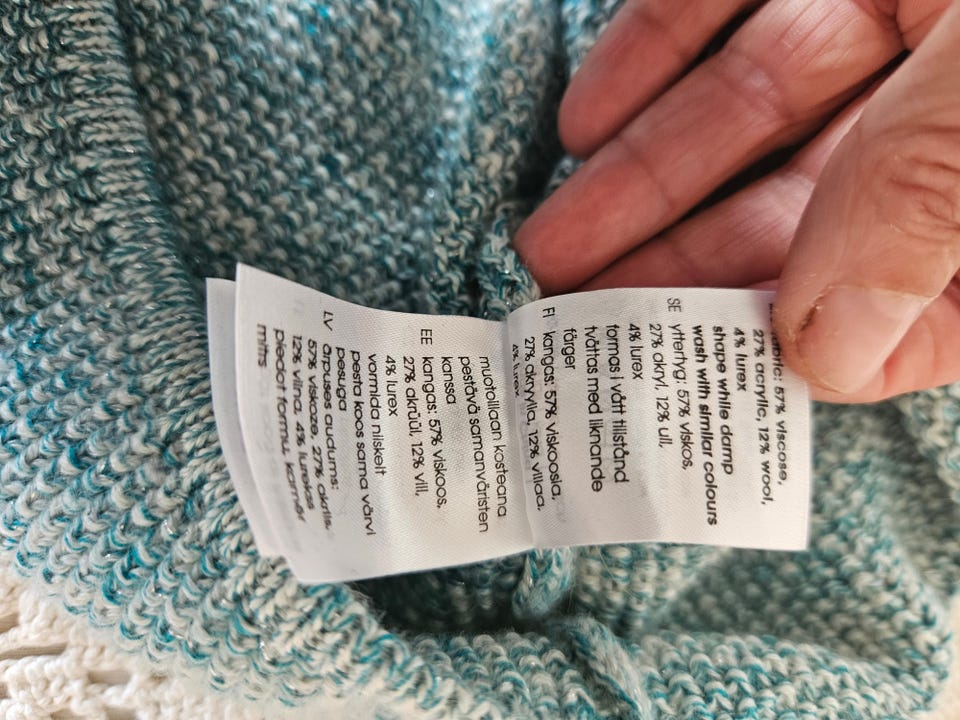 fabric: 57% viscose,
27% acrylic, 12% wool,
4% lurex
shape while damp
wash with similar colours
SE ytterhyg: 57% viskos,
27% akryl, 12% ull,
4% lurex
formas i vått tillstånd
tvättas med liknande
färger
FI kangas: 57% viskoosia,
27% akryylia, 12% villaa,
4% lurex
muotoillaan kosteana
pestävä samanväristen
kanssa
EE kangas: 57% viskoos,
27% akrüül, 12% vill,
4% lurex
vormida niiskelt
pesta koos sama värvi
pesuga
LV ārpuses audums:
57% viskoze, 27% akrils,
12% vilna, 4% lurekss
piedot formu, kamēr
mitrs